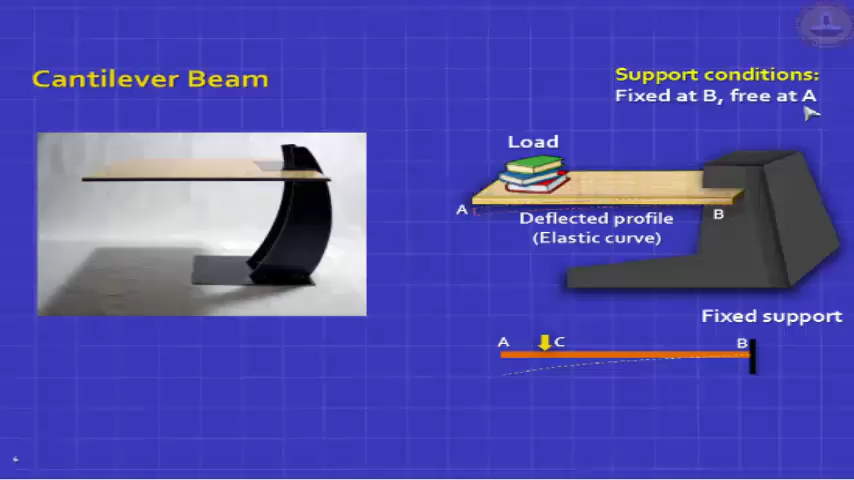 Cantilever Beam
Support conditions:
Fixed at B, free at A
Load
A
B
Deflected profile
(Elastic curve)
Fixed support
A
C
B